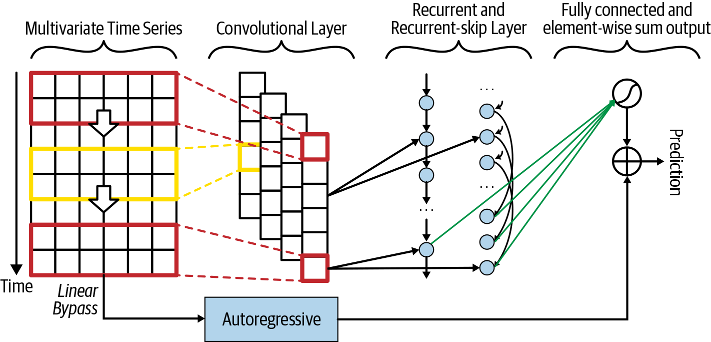 Multivariate Time Series
Convolutional Layer
Recurrent and
Recurrent-skip Layer
Fully connected and
element-wise sum output
...
...
...
...
Prediction
Time
Linear
Bypass
Autoregressive